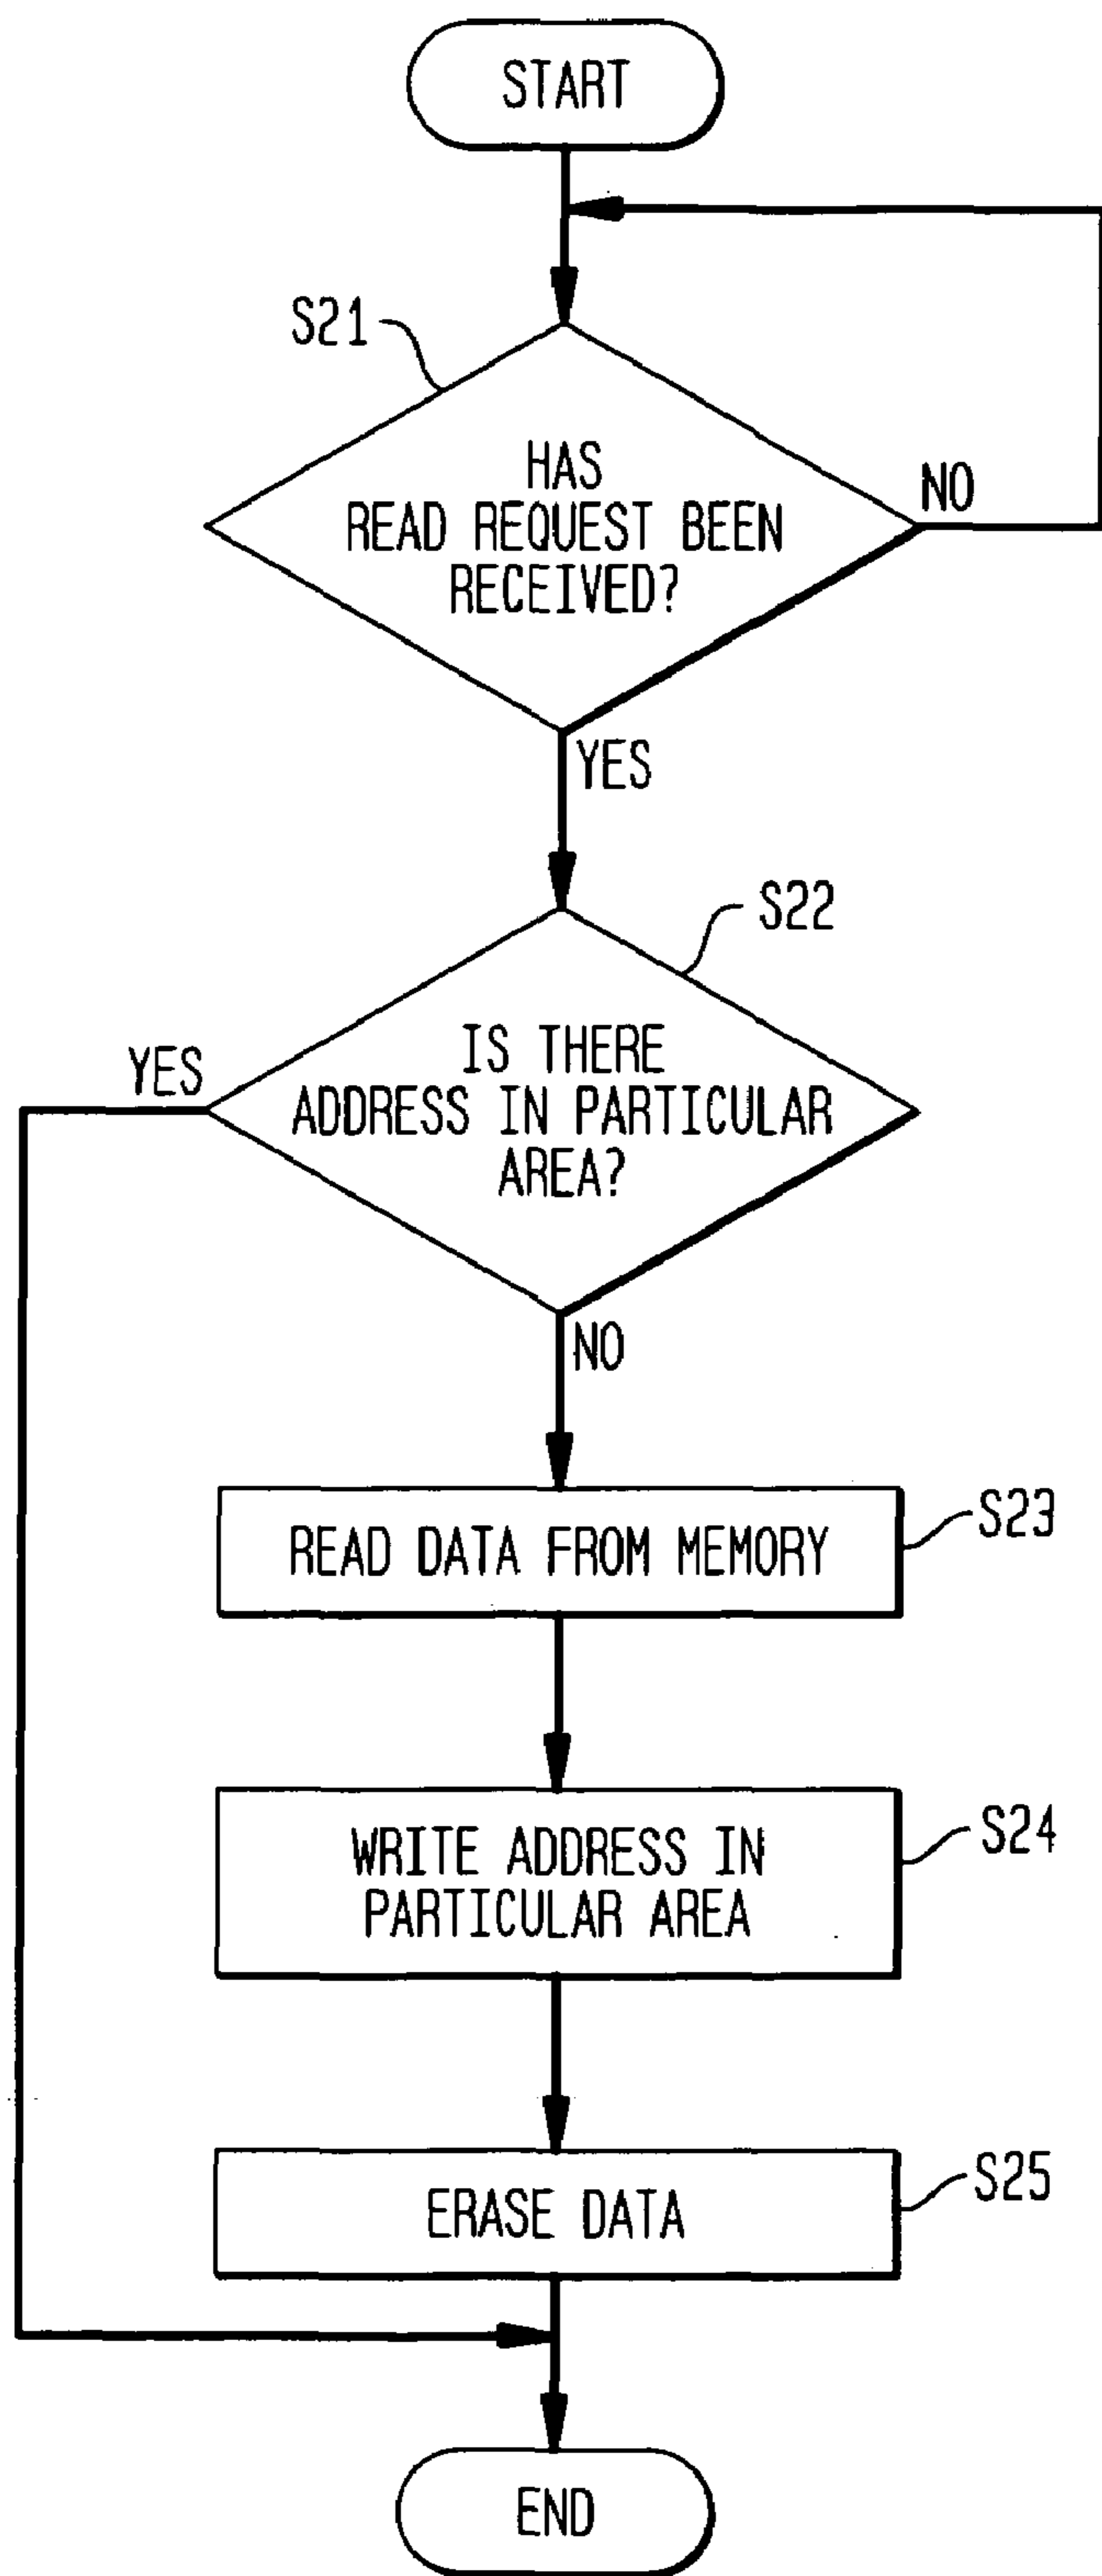 START
S21
HAS
READ REQUEST BEEN
RECEIVED?
NO
YES
S22
IS THERE
ADDRESS IN PARTICULAR
AREA?
YES
NO
READ DATA FROM MEMORY
S23
WRITE ADDRESS IN
PARTICULAR AREA
S24
ERASE DATA
S25
END